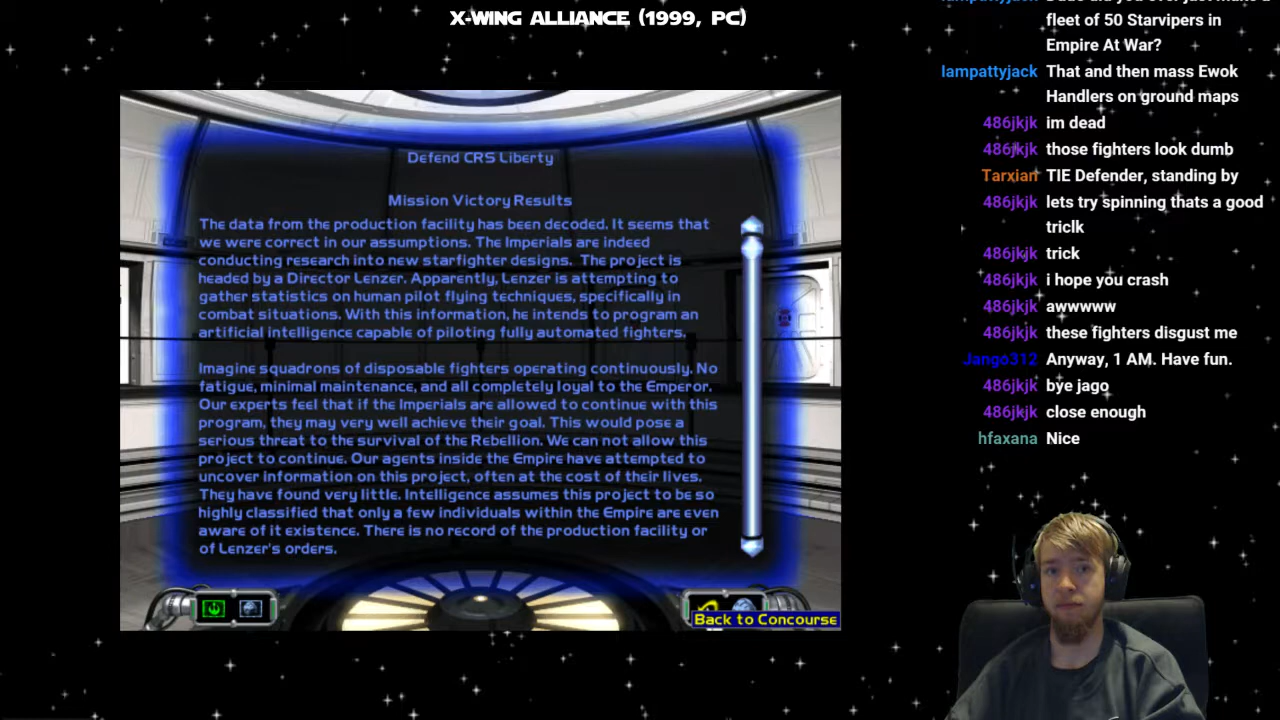 X-WING ALLIANCE (1999, PC)
Defend CRS Liberty
Mission Victory Results
The data from the production facility has been decoded. It seems that
we were correct in our assumptions. The Imperials are indeed
conducting research into new starfighter designs. The project is
headed by a Director Lenzer. Apparently, Lenzer is attempting to
gather statistics on human pilot flying techniques, specifically in
combat situations. With this information, he intends to program an
artificial intelligence capable of piloting fully automated fighters.
Imagine squadrons of disposable fighters operating continuously. No
fatigue, minimal maintenance, and all completely loyal to the Emperor.
Our experts feel that if the Imperials are allowed to continue with this
program, they may very well achieve their goal. This would pose a
serious threat to the survival of the Rebellion. We can not allow this
project to continue. Our agents inside the Empire have attempted to
uncover information on this project, often at the cost of their lives.
They have found very little. Intelligence assumes this project to be so
highly classified that only a few individuals within the Empire are even
aware of it existence. There is no record of the production facility or
of Lenzer's orders.
Back to Concourse
fleet of 50 Starvipers in
Empire At War?
lampattyjack That and then mass Ewok
Handlers on ground maps
486jkjk im dead
486jkjk those fighters look dumb
Tarxian TIE Defender, standing by
486jkjk lets try spinning thats a good
triclk
486jkjk trick
486jkjk i hope you crash
486jkjk awwwww
486jkjk these fighters disgust me
Jango312 Anyway, 1 AM. Have fun.
486jkjk bye jago
486jkjk close enough
hfaxana Nice